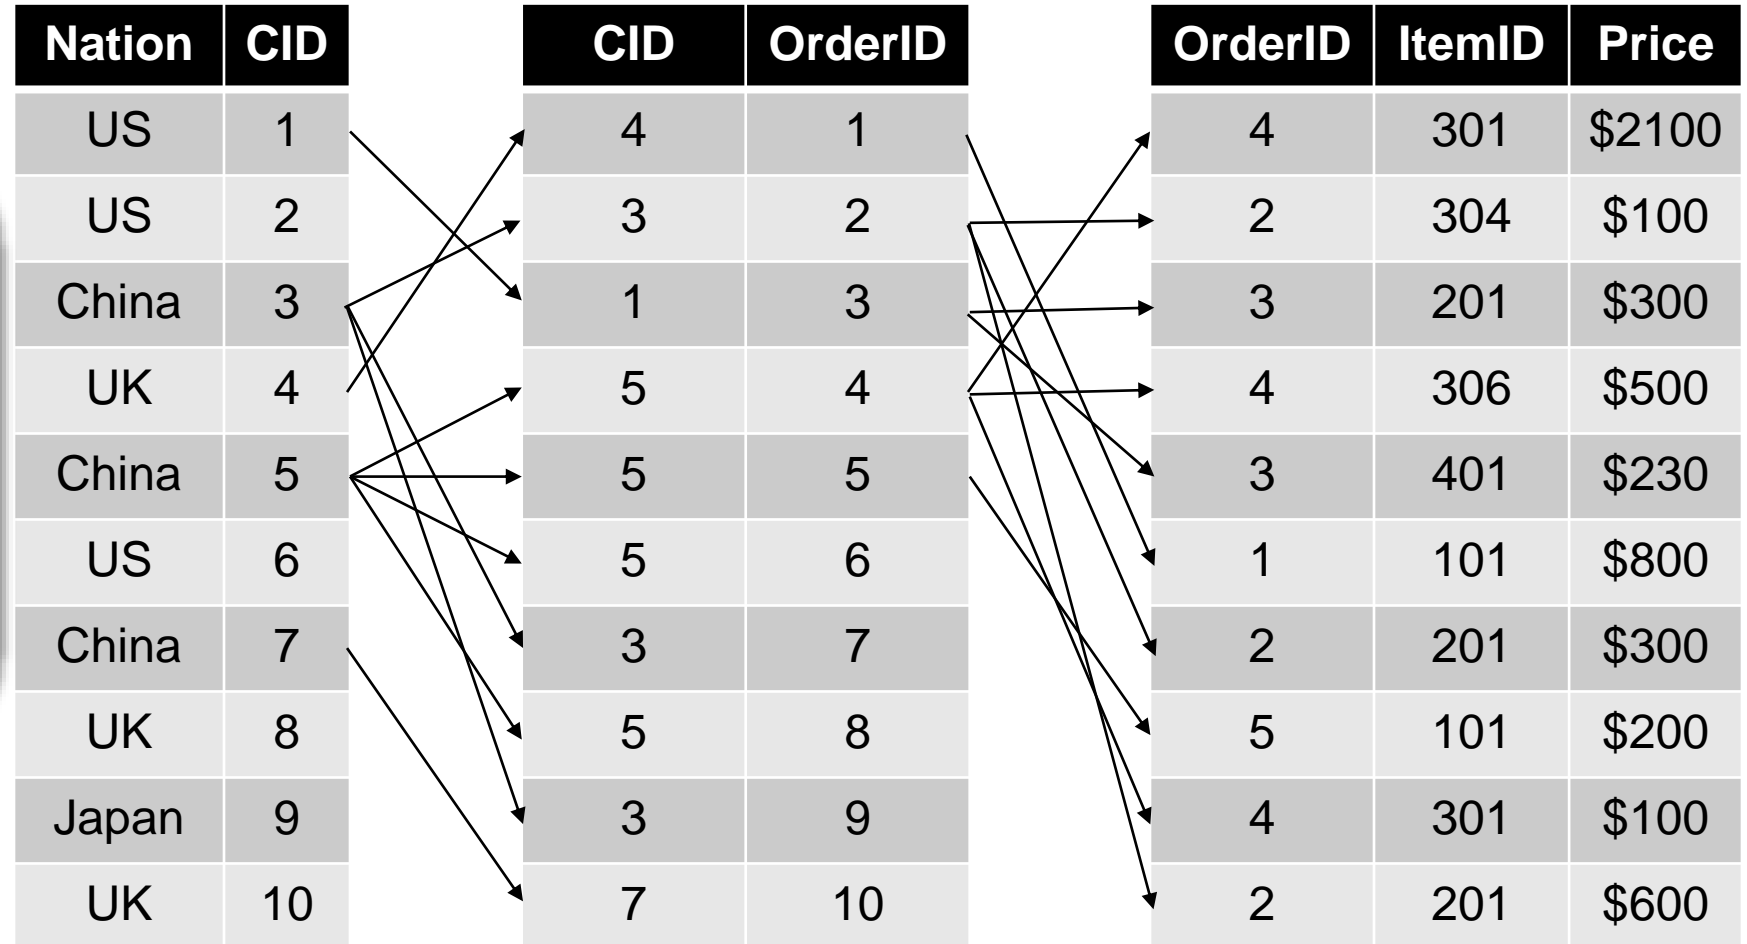 Nation CID CID OrderID OrderID ItemID Price
US 1 4 1 4 301 $2100
US 2 3 2 2 304 $100
China 3 1 3 3 201 $300
UK 4 5 4 4 306 $500
China 5 5 5 3 401 $230
US 6 5 6 1 101 $800
China 7 3 7 2 201 $300
UK 8 5 8 5 101 $200
Japan 9 3 9 4 301 $100
UK 10 7 10 2 201 $600